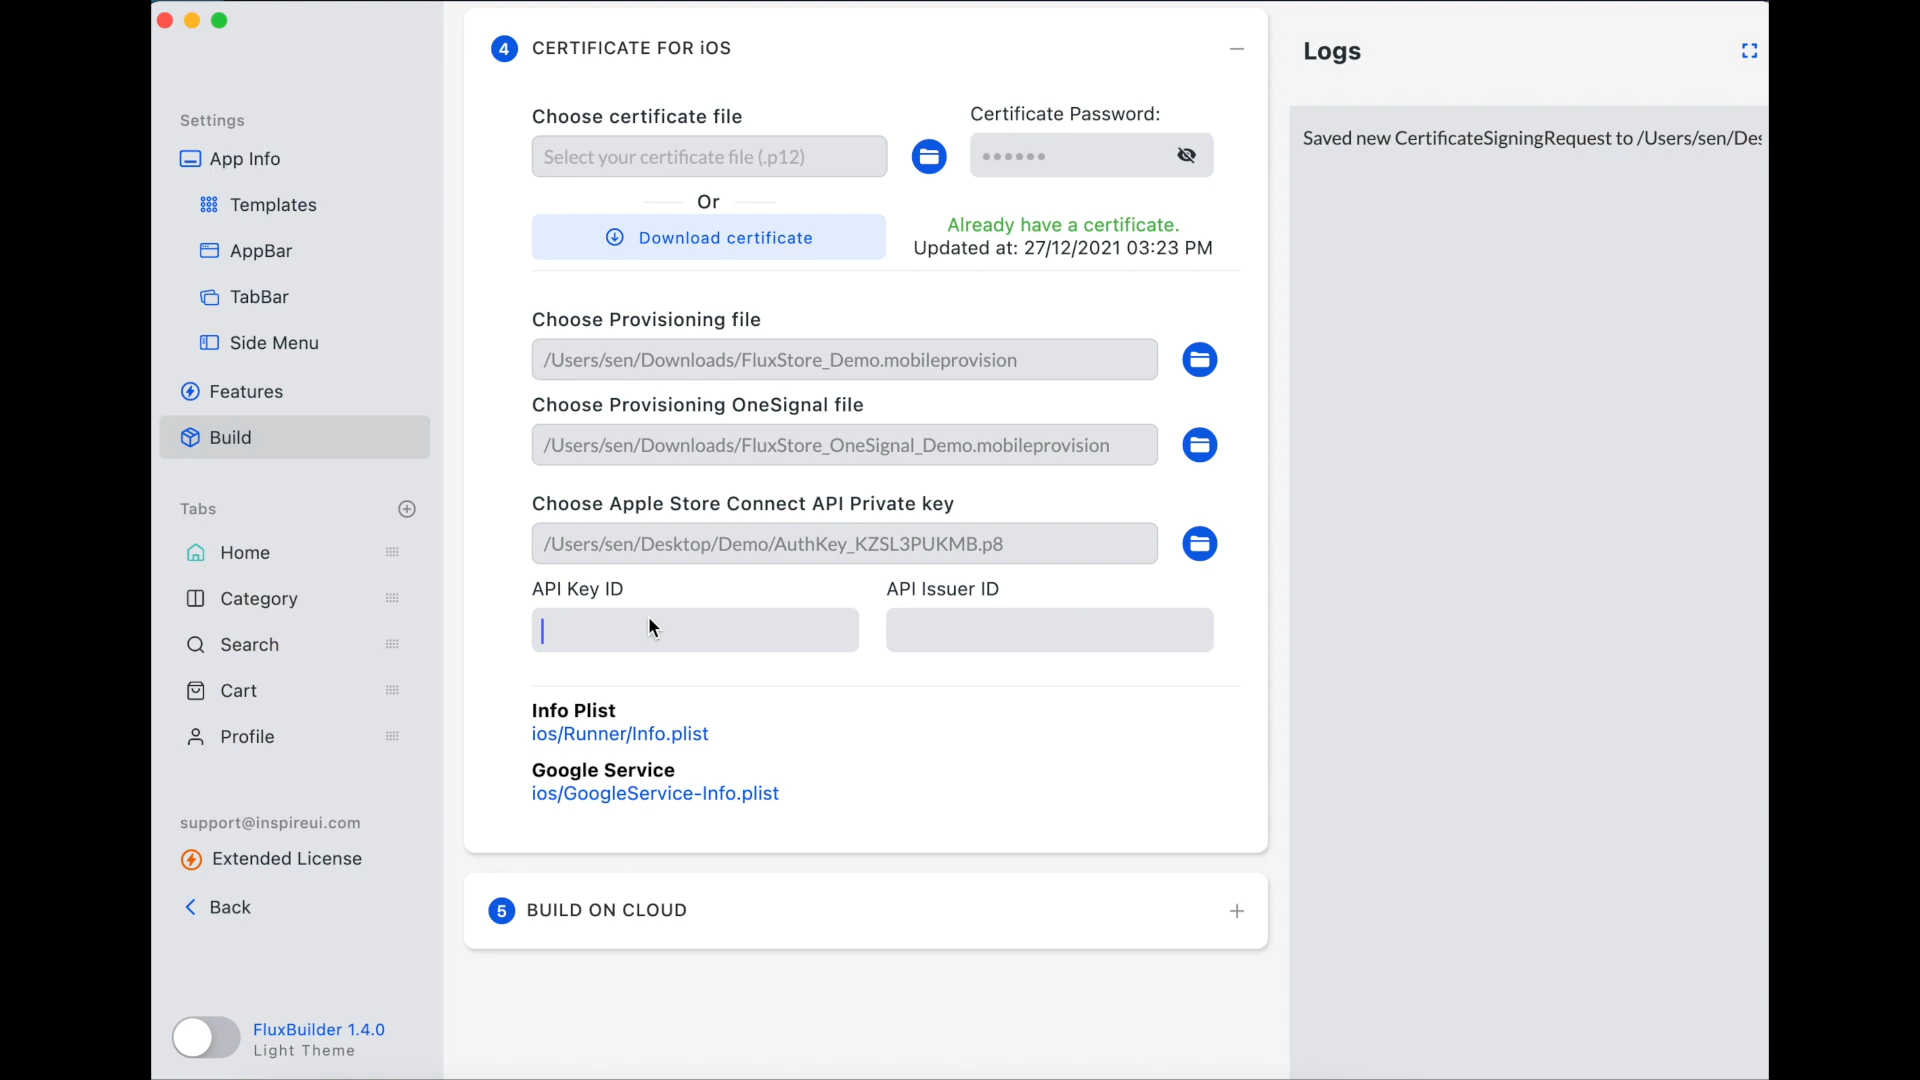 Settings
App Info
Templates
AppBar
TabBar
Side Menu
Features
Build
Tabs
Home
Category
Search
Cart
Profile
support@inspireui.com
Extended License
Back
FluxBuilder 1.4.0
Light Theme
4 CERTIFICATE FOR iOS
Choose certificate file
Certificate Password:
Select your certificate file (.p12)
Or
Download certificate
Already have a certificate.
Updated at: 27/12/2021 03:23 PM
Choose Provisioning file
/Users/sen/Downloads/FluxStore_Demo.mobileprovision
Choose Provisioning OneSignal file
/Users/sen/Downloads/FluxStore_OneSignal_Demo.mobileprovision
Choose Apple Store Connect API Private key
/Users/sen/Desktop/Demo/AuthKey_KZSL3PUKMB.p8
API Key ID
API Issuer ID
Info Plist
ios/Runner/Info.plist
Google Service
ios/GoogleService-Info.plist
5 BUILD ON CLOUD
Logs
Saved new CertificateSigningRequest to /Users/sen/Des